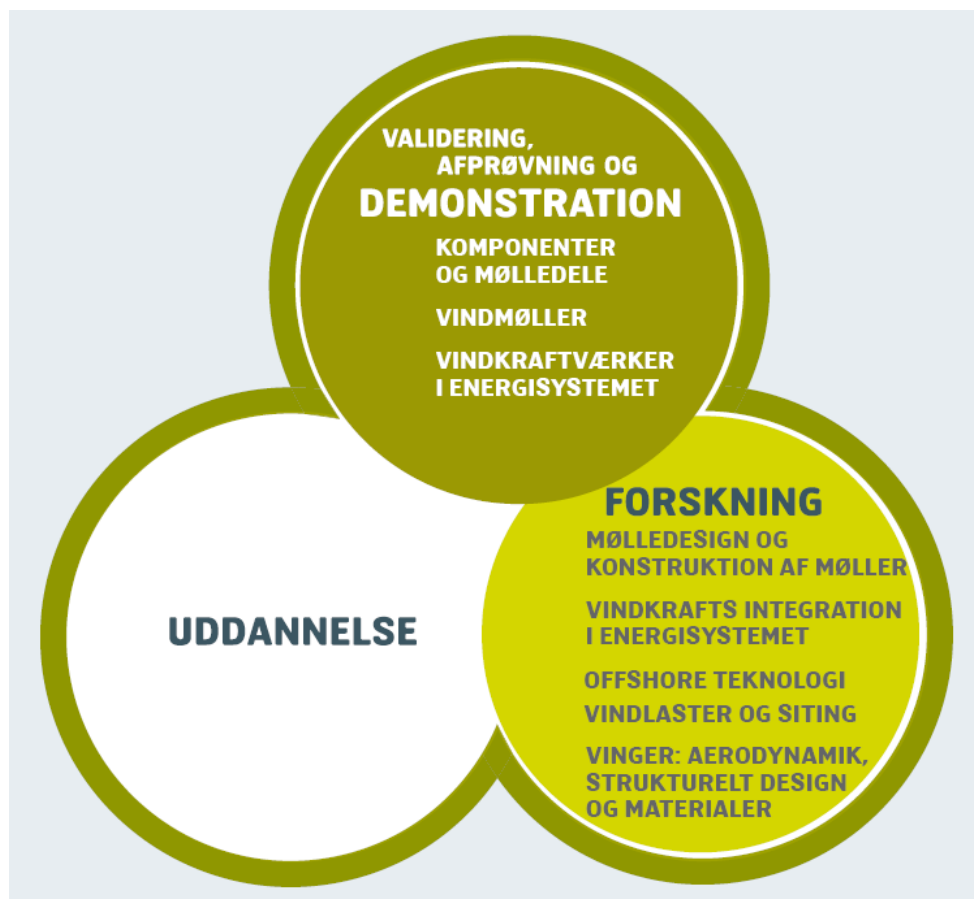 VALIDERING,
AFPRØVNING OG
DEMONSTRATION
KOMPONENTER
OG MØLLEDELE
VINDMØLLER
VINDKRAFTVÆRKER
I ENERGISYSTEMET
UDDANNELSE
FORSKNING
MØLLEDESIGN OG
KONSTRUKTION AF MØLLER
VINDKRAFTS INTEGRATION
I ENERGISYSTEMET
OFFSHORE TEKNOLOGI
VINDLASTER OG SITING
VINGER: AERODYNAMIK,
STRUKTURELT DESIGN
OG MATERIALER